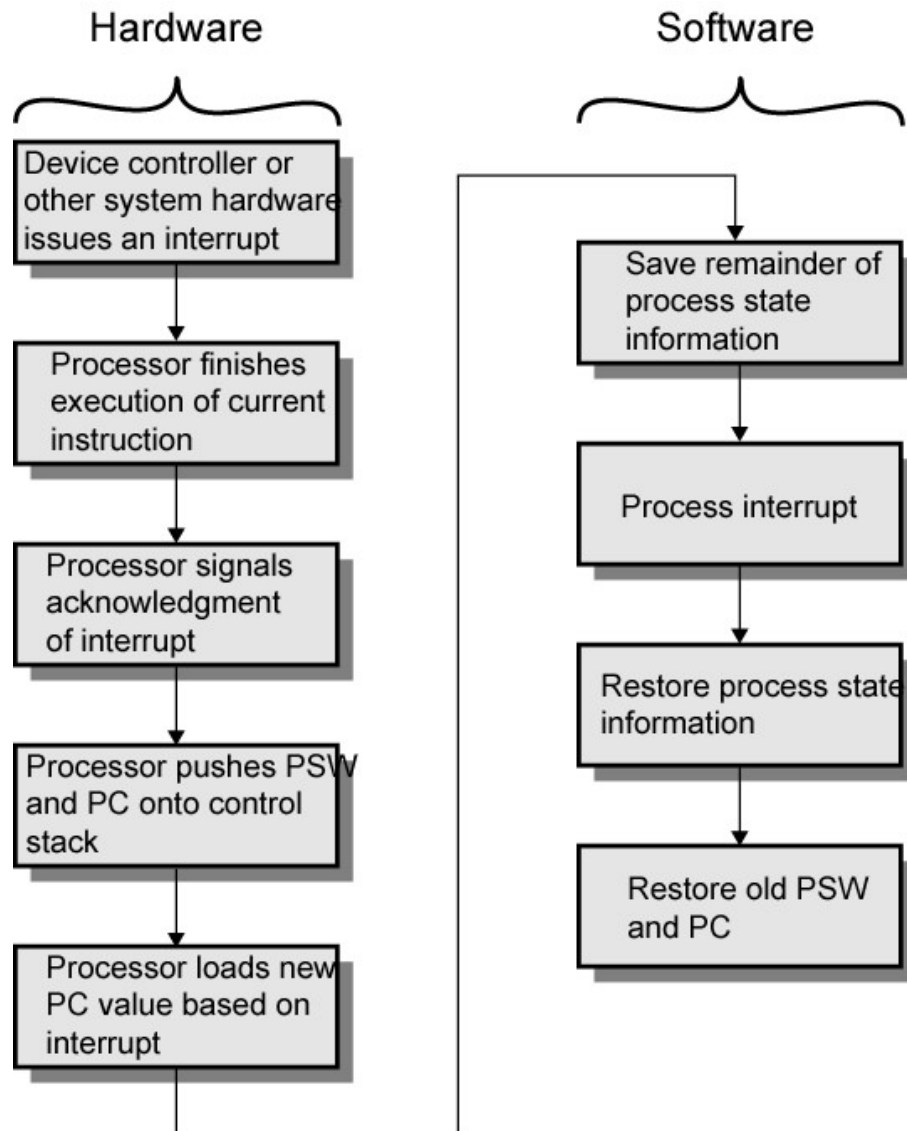 Hardware
Device controller or
other system hardware
issues an interrupt
Processor finishes
execution of current
instruction
Processor signals
acknowledgment
of interrupt
Processor pushes PSW
and PC onto control
stack
Processor loads new
PC value based on
interrupt
Software
Save remainder of
process state
information
Process interrupt
Restore process state
information
Restore old PSW
and PC